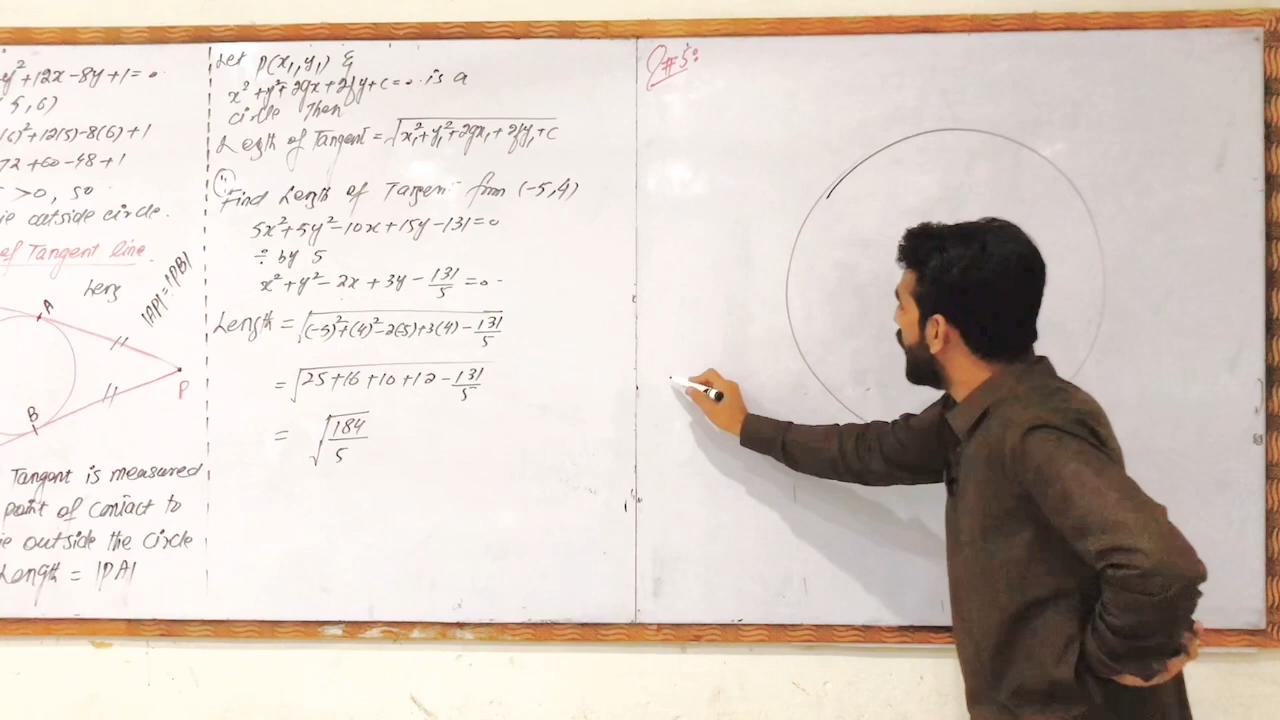 y²+12x-8y+1=0
5,6)
(6)²+12(5)-8(6)+1
72+60-48+1
>0, so
ie outside circle.
of Tangent line.
Leng
|AP|=|PB|
A
P
B
Tangent is measured
point of contact to
ie outside the circle
Length = |PA|
Let P(x₁,y₁) &
x²+y²+2gx+2fy+c=0 is a
circle Then
Length of Tangent = √x₁²+y₁²+2gx₁+2fy₁+c
(ii)
Find Length of Tangent from (-5,4)
5x²+5y²-10x+15y-131=0
÷ by 5
x²+y²-2x+3y-131/5=0
Length = √(-5)²+(4)²-2(-5)+3(4)-131/5
= √25+16+10+12-131/5
= √184/5
Q#5: